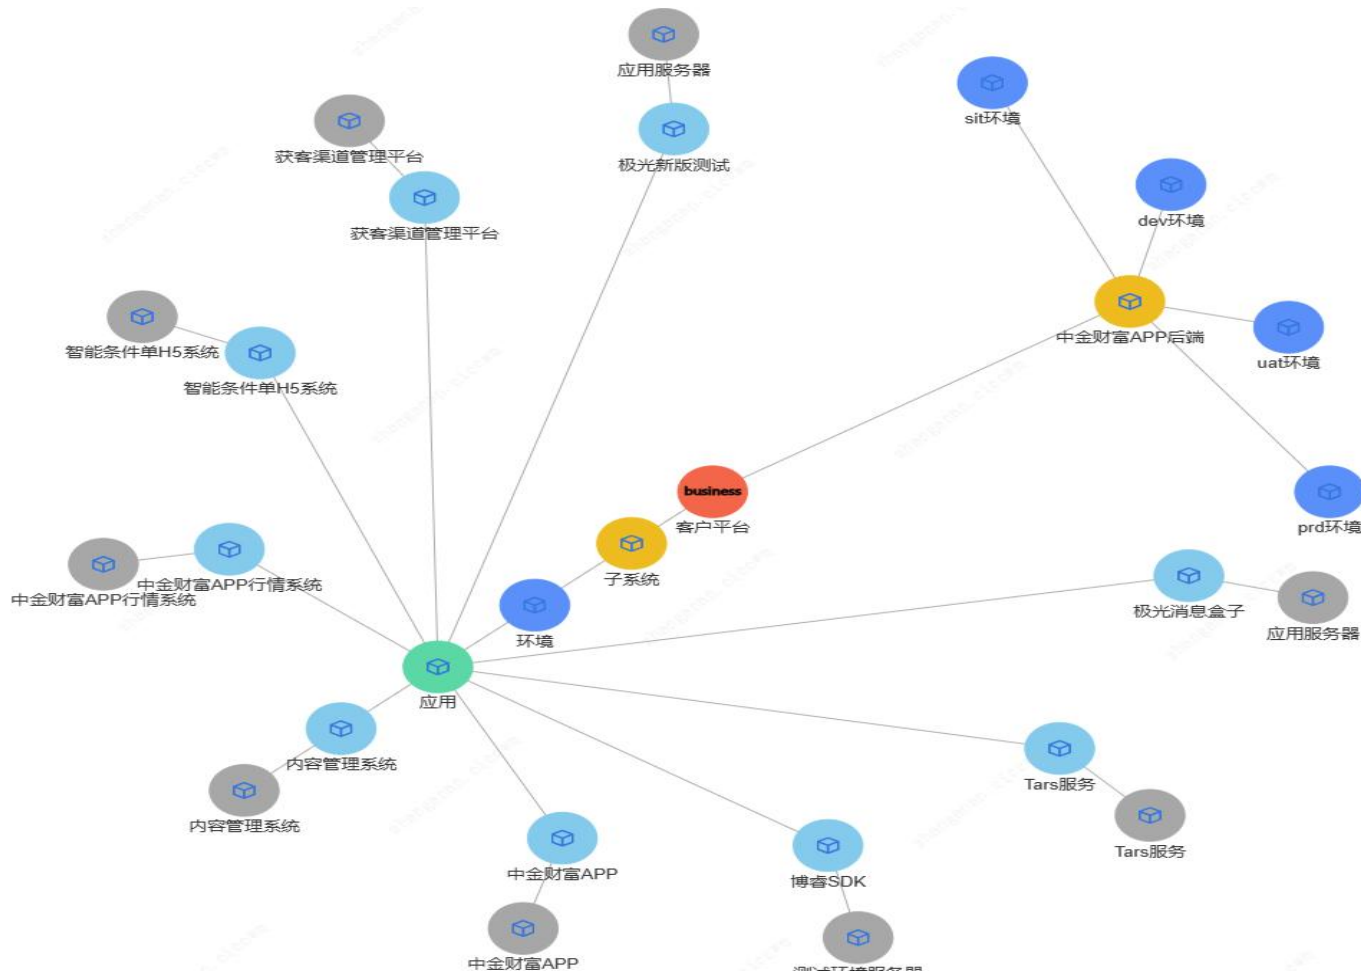 应用服务器
sit环境
获客渠道管理平台
极光新版测试
dev环境
获客渠道管理平台
中金财富APP后端
智能条件单H5系统
uat环境
智能条件单H5系统
business
客户平台
prd环境
子系统
中金财富APP行情系统
中金财富APP行情系统
环境
极光消息盒子
应用服务器
应用
内容管理系统
Tars服务
内容管理系统
Tars服务
中金财富APP
博睿SDK
中金财富APP
测试环境服务器